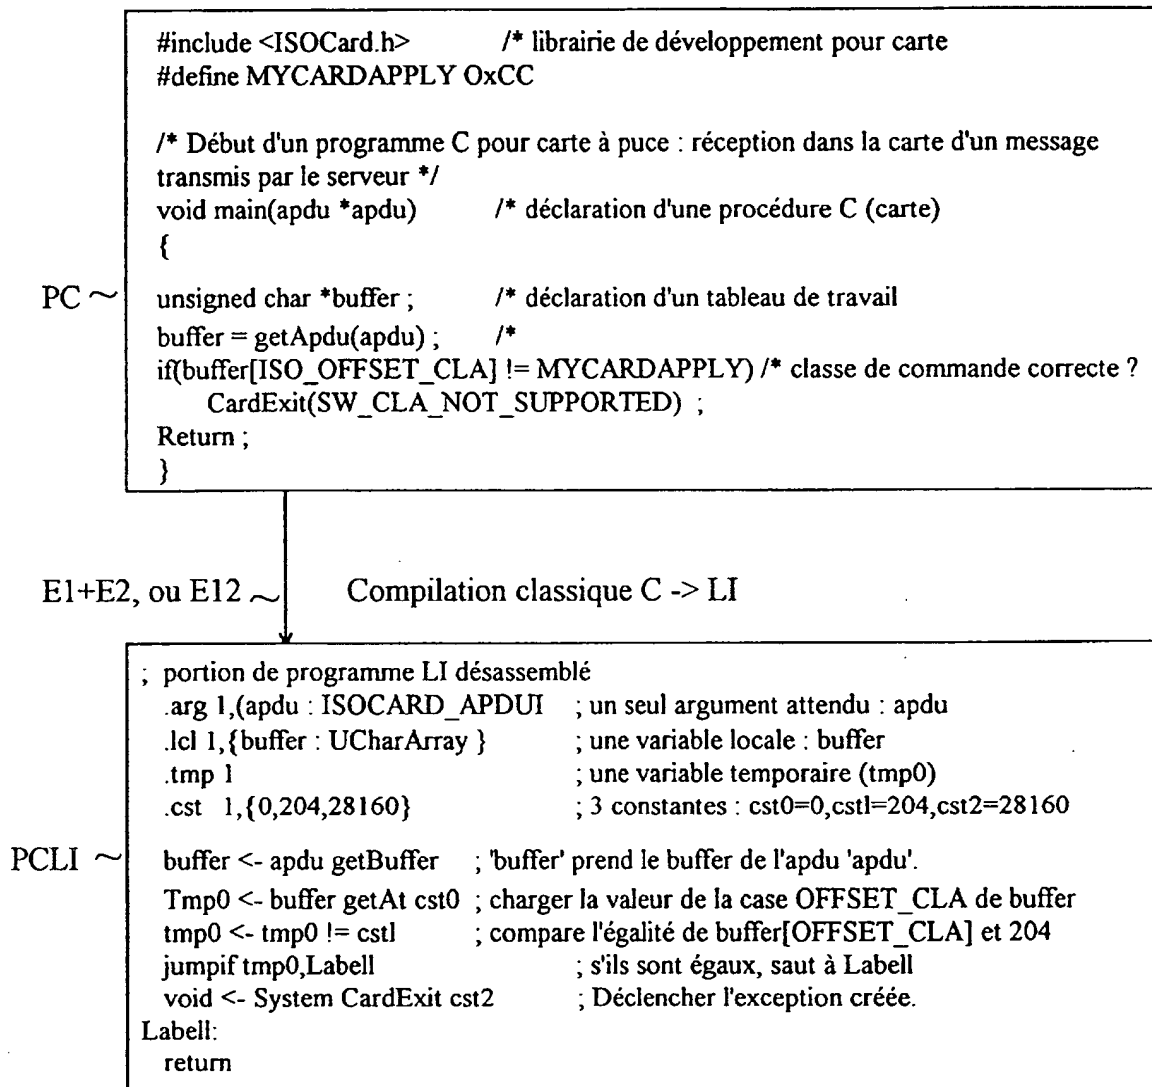 #include <ISOCard.h> /* librairie de développement pour carte
#define MYCARDAPPLY OxCC
/* Début d'un programme C pour carte à puce : réception dans la carte d'un message
transmis par le serveur */
void main(apdu *apdu) /* déclaration d'une procédure C (carte)
{
PC ~
unsigned char *buffer ; /* déclaration d'un tableau de travail
buffer = getApdu(apdu) ; /*
if(buffer[ISO_OFFSET_CLA] != MYCARDAPPLY) /* classe de commande correcte ?
CardExit(SW_CLA_NOT_SUPPORTED) ;
Return ;
}
E1+E2, ou E12 ~ Compilation classique C -> LI
; portion de programme LI désassemblé
.arg 1,(apdu : ISOCARD_APDUI ; un seul argument attendu : apdu
.lcl 1,{buffer : UCharArray } ; une variable locale : buffer
.tmp 1 ; une variable temporaire (tmp0)
.cst 1,{0,204,28160} ; 3 constantes : cst0=0,cstl=204,cst2=28160
PCLI ~
buffer <- apdu getBuffer ; 'buffer' prend le buffer de l'apdu 'apdu'.
Tmp0 <- buffer getAt cst0 ; charger la valeur de la case OFFSET_CLA de buffer
tmp0 <- tmp0 != cstl ; compare l'égalité de buffer[OFFSET_CLA] et 204
jumpif tmp0,Labell ; s'ils sont égaux, saut à Labell
void <- System CardExit cst2 ; Déclencher l'exception créée.
Labell:
return